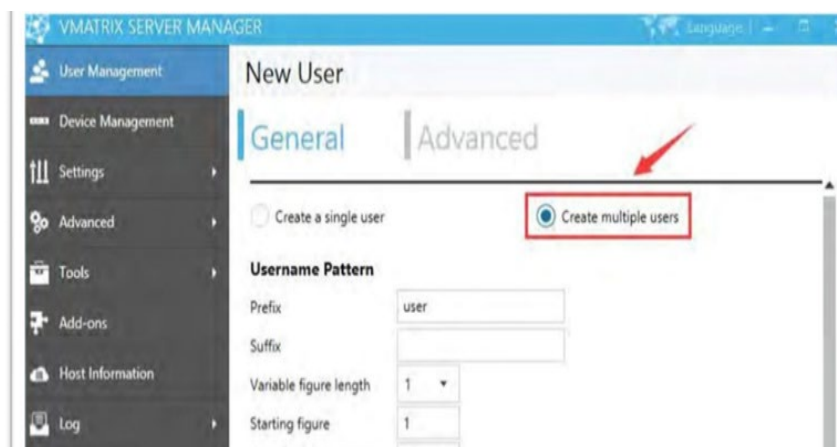 VMATRIX SERVER MANAGER
Language
User Management
Device Management
Settings
Advanced
Tools
Add-ons
Host Information
Log
New User
General
Advanced
Create a single user
Create multiple users
Username Pattern
Prefix user
Suffix
Variable figure length 1
Starting figure 1